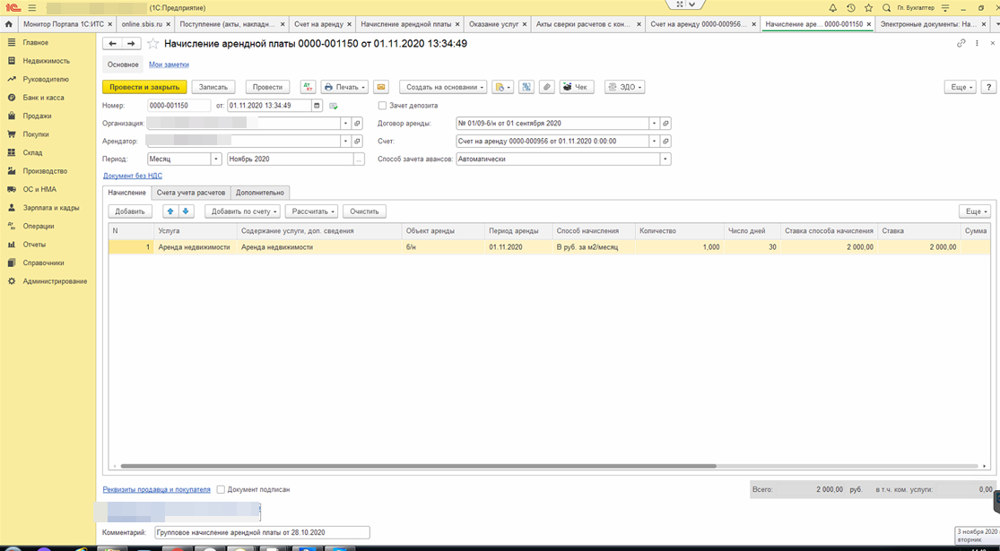 1С (1С:Предприятие) Гл. Бухгалтер
Монитор Портала 1С:ИТС × online.sbis.ru × Поступление (акты, накладн... × Счет на аренду × Начисление арендной платы × Оказание услуг × Акты сверки расчетов с кон... × Счет на аренду 0000-000956... × Начисление аре... 0000-001150 × Электронные документы: На... ×
Главное
Недвижимость
Руководителю
Банк и касса
Продажи
Покупки
Склад
Производство
ОС и НМА
Зарплата и кадры
Операции
Отчеты
Справочники
Администрирование
Начисление арендной платы 0000-001150 от 01.11.2020 13:34:49
Основное Мои заметки
Провести и закрыть Записать Провести Дт Кт Печать Создать на основании Чек ЭДО Еще ?
Номер: 0000-001150 от: 01.11.2020 13:34:49 Зачет депозита
Организация: Договор аренды: № 01/09-б/н от 01 сентября 2020
Арендатор: Счет: Счет на аренду 0000-000956 от 01.11.2020 0:00:00
Период: Месяц Ноябрь 2020 ... Способ зачета авансов: Автоматически
Документ без НДС
Начисление Счета учета расчетов Дополнительно
Добавить Добавить по счету Рассчитать Очистить Еще
N Услуга Содержание услуги, доп. сведения Объект аренды Период аренды Способ начисления Количество Число дней Ставка способа начисления Ставка Сумма
1 Аренда недвижимости Аренда недвижимости б/н 01.11.2020 В руб. за м2/месяц 1,000 30 2 000,00 2 000,00
Реквизиты продавца и покупателя Документ подписан Всего: 2 000,00 руб. в т.ч. ком. услуги: 0,00
Комментарий: Групповое начисление арендной платы от 28.10.2020
3 ноября 2020
вторник